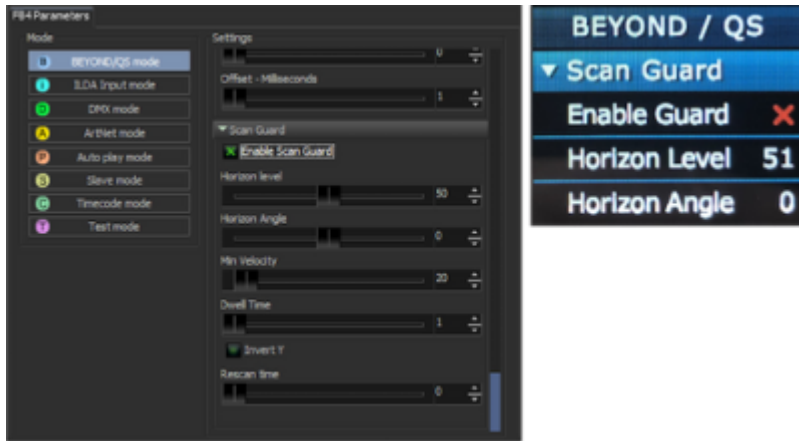 FB4 Parameters
Mode
B BEYOND/QS mode
I ILDA Input mode
D DMX mode
A ArtNet mode
P Auto play mode
S Slave mode
C Timecode mode
T Test mode
Settings
0
Offset - Milliseconds
1
Scan Guard
Enable Scan Guard
Horizon level
50
Horizon Angle
0
Min Velocity
20
Dwell Time
1
Invert Y
Rescan time
0
BEYOND / QS
Scan Guard
Enable Guard
Horizon Level 51
Horizon Angle 0